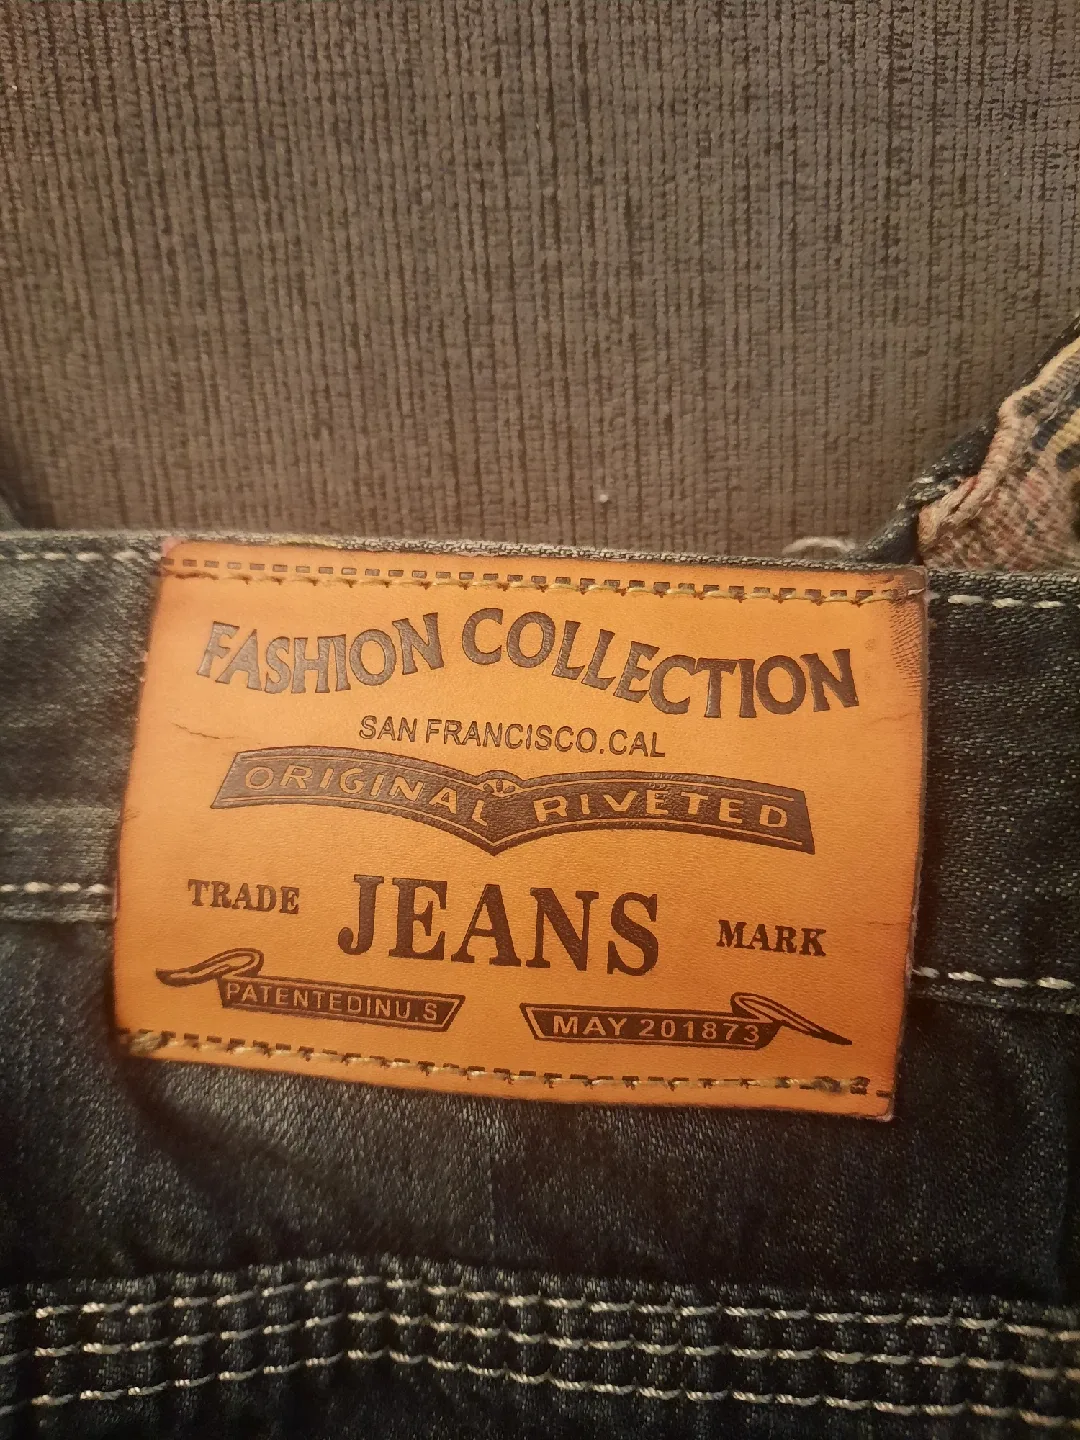 FASHION COLLECTION
SAN FRANCISCO.CAL
ORIGINAL RIVETED
TRADE JEANS MARK
PATENTEDINU.S MAY 201873